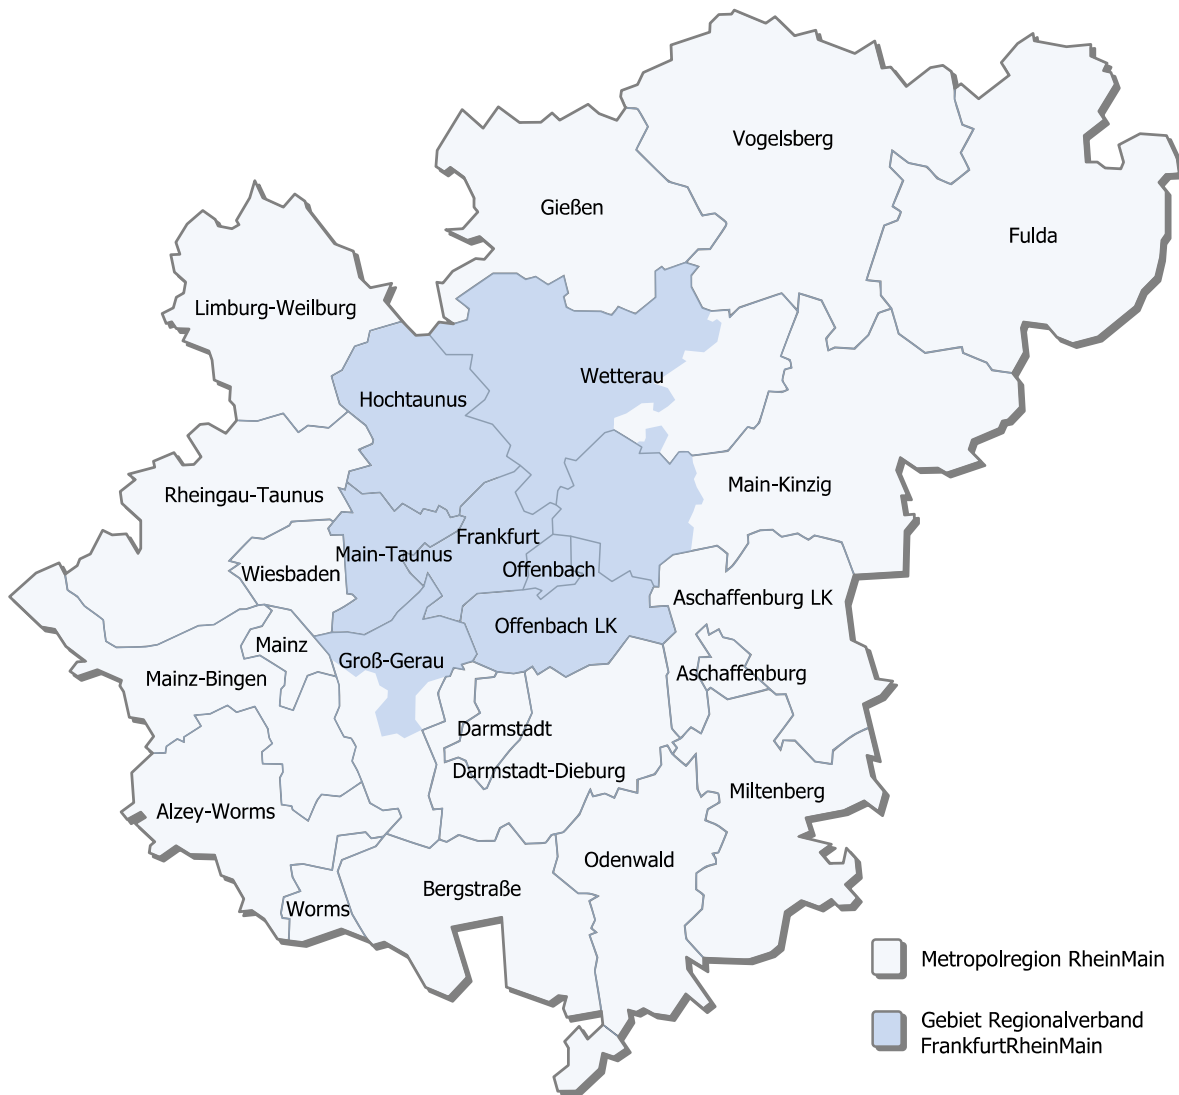 Vogelsberg
Gießen
Fulda
Limburg-Weilburg
Wetterau
Hochtaunus
Main-Kinzig
Rheingau-Taunus
Frankfurt
Main-Taunus
Offenbach
Wiesbaden
Aschaffenburg LK
Offenbach LK
Mainz
Groß-Gerau
Aschaffenburg
Mainz-Bingen
Darmstadt
Darmstadt-Dieburg
Miltenberg
Alzey-Worms
Odenwald
Bergstraße
Worms
Metropolregion RheinMain
Gebiet Regionalverband
FrankfurtRheinMain